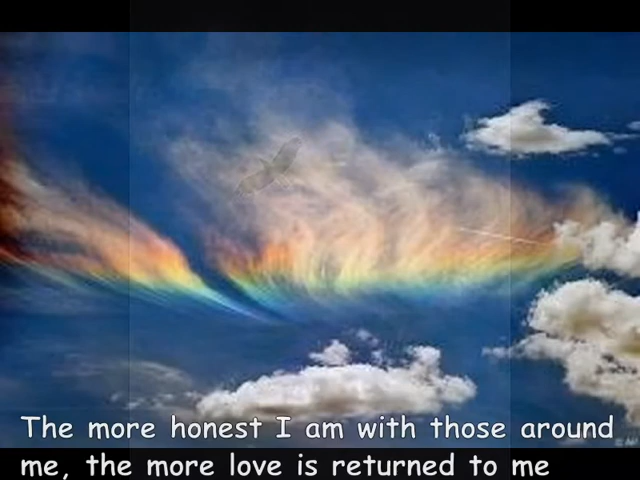 The more honest I am with those around
me, the more love is returned to me